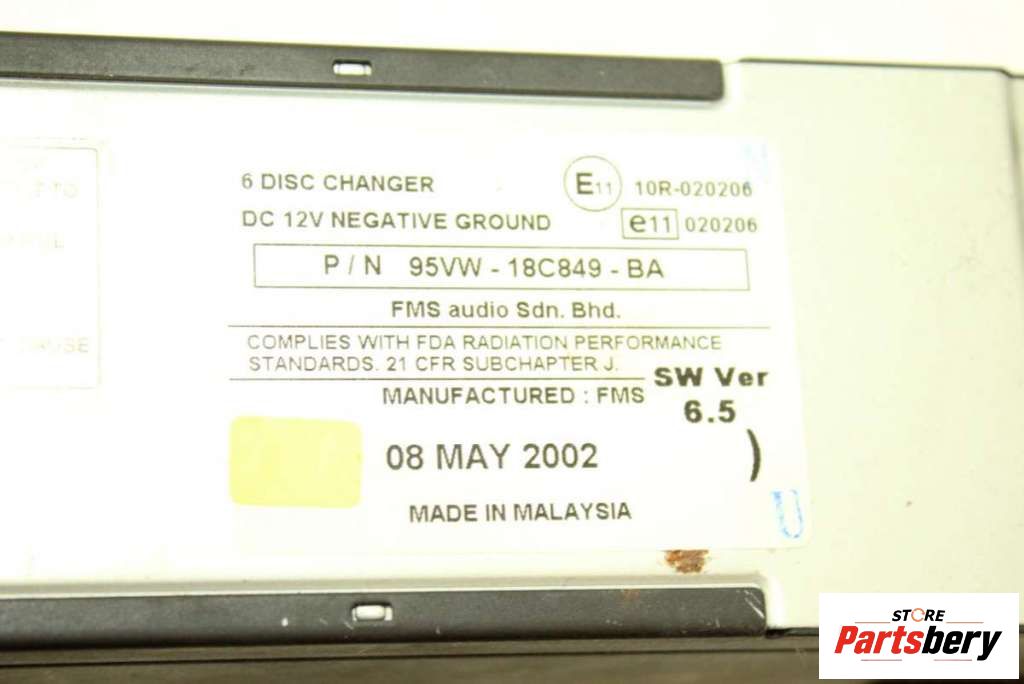 TO
CAUSE
6 DISC CHANGER
E11 10R-020206
DC 12V NEGATIVE GROUND
e11 020206
P / N 95VW - 18C849 - BA
FMS audio Sdn. Bhd.
COMPLIES WITH FDA RADIATION PERFORMANCE
STANDARDS. 21 CFR SUBCHAPTER J.
SW Ver
6.5
MANUFACTURED : FMS
08 MAY 2002
)
MADE IN MALAYSIA
U
STORE
Partsbery